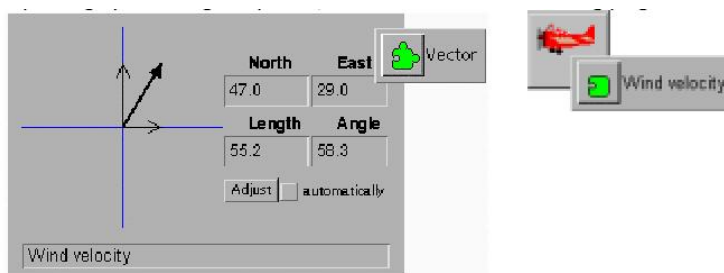 North East
47.0 29.0
Length Angle
55.2 58.3
Adjust automatically
Wind velocity
Vector
Wind velocity